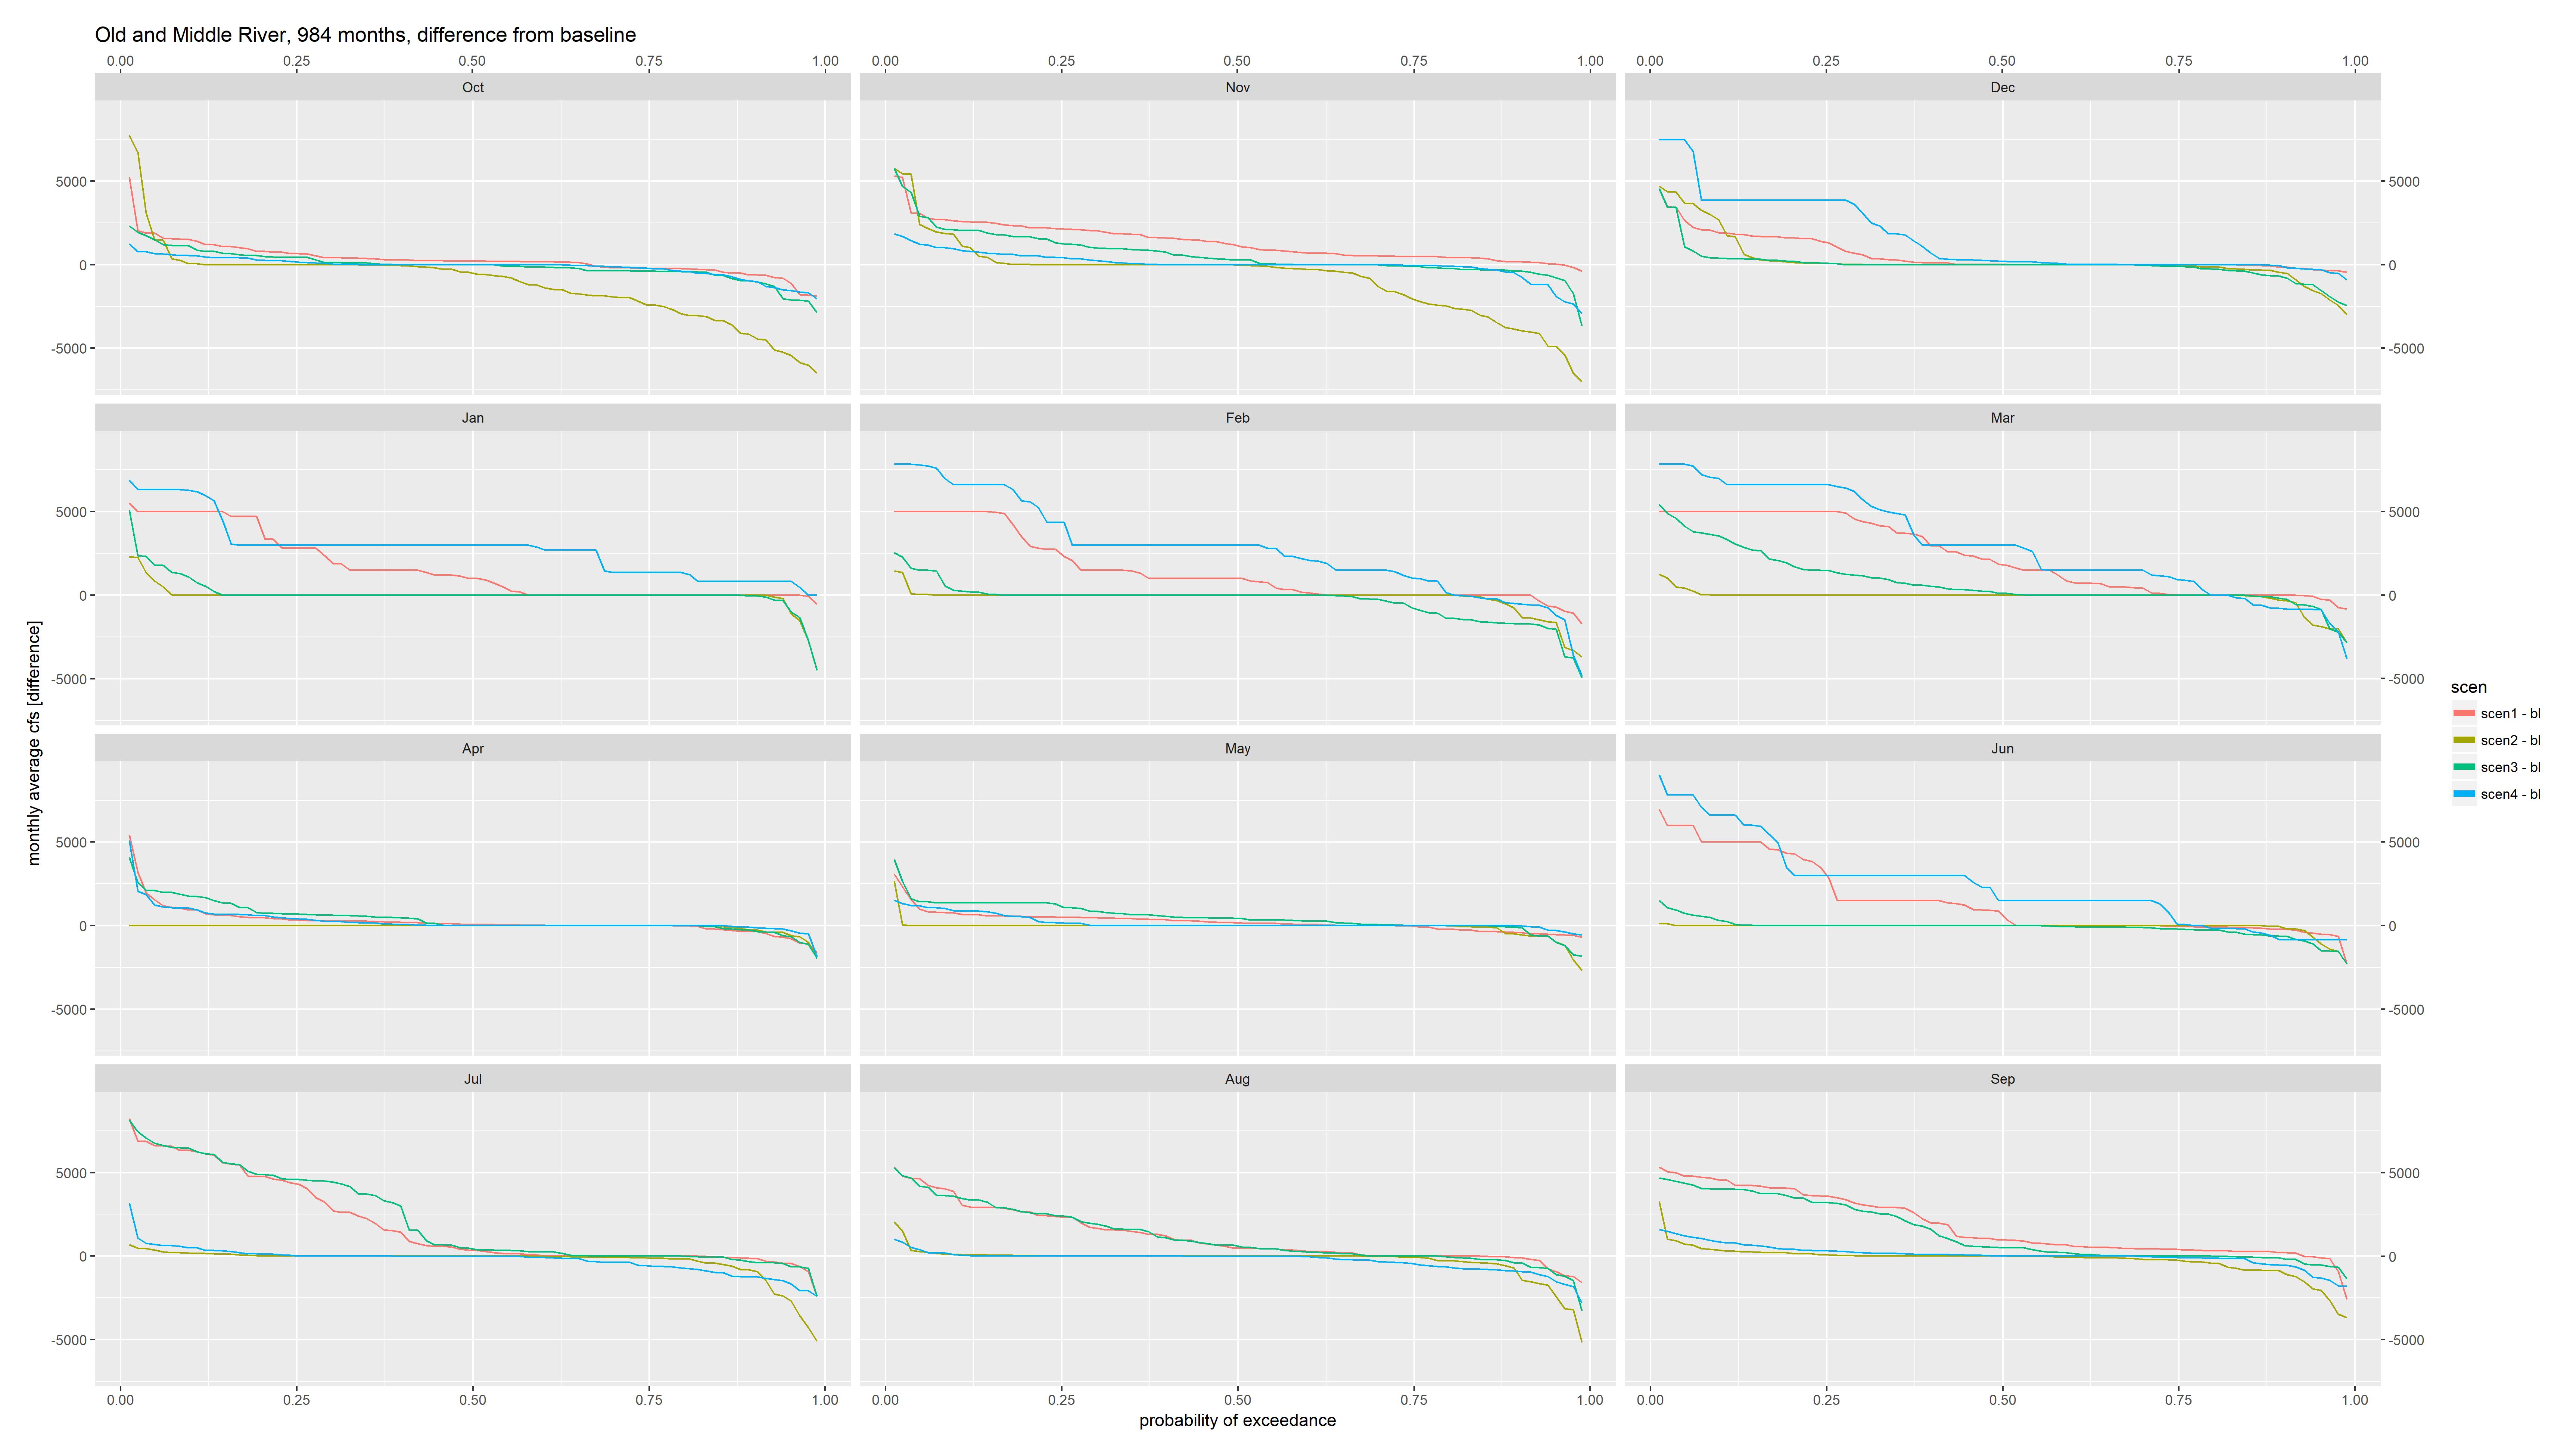 Old and Middle River, 984 months, difference from baseline
0.00 0.25 0.50 0.75 1.00 0.00 0.25 0.50 0.75 1.00 0.00 0.25 0.50 0.75 1.00
Oct Nov Dec
5000 5000
0 0
-5000 -5000
Jan Feb Mar
5000 5000
0 0
-5000 -5000
Apr May Jun
5000 5000
0 0
-5000 -5000
Jul Aug Sep
5000 5000
0 0
-5000 -5000
0.00 0.25 0.50 0.75 1.00 0.00 0.25 0.50 0.75 1.00 0.00 0.25 0.50 0.75 1.00
probability of exceedance
monthly average cfs [difference]
scen
scen1 - bl
scen2 - bl
scen3 - bl
scen4 - bl